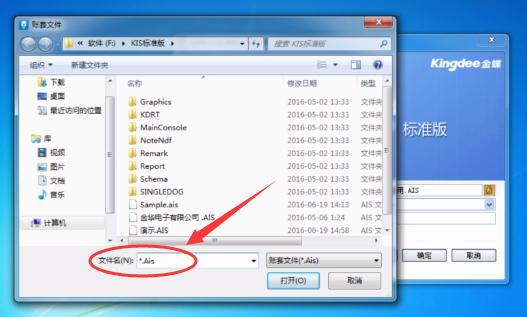 账套文件
« 软件 (F:) ▸ KIS标准版 ▸
搜索 KIS标准版
组织 ▼ 新建文件夹
名称 修改日期 类型
下载
桌面
最近访问的位置
库
视频
图片
文档
音乐
计算机
Graphics 2016-05-02 13:33 文件夹
KDRT 2016-05-02 13:33 文件夹
MainConsole 2016-05-02 13:33 文件夹
NoteNdf 2016-05-02 13:33 文件夹
Remark 2016-05-02 13:33 文件夹
Report 2016-05-02 13:33 文件夹
Schema 2016-05-02 13:33 文件夹
SINGLEDOG 2016-05-02 13:33 文件夹
Sample.ais 2016-06-19 14:13 AIS 文
金华电子有限公司.AIS 2016-05-06 1:24 AIS 文
演示.AIS 2016-06-19 14:58 AIS 文
文件名(N): *.Ais
账套文件(*.Ais)
打开(O) 取消
Kingdee 金蝶
标准版
用 AIS
确定 取消